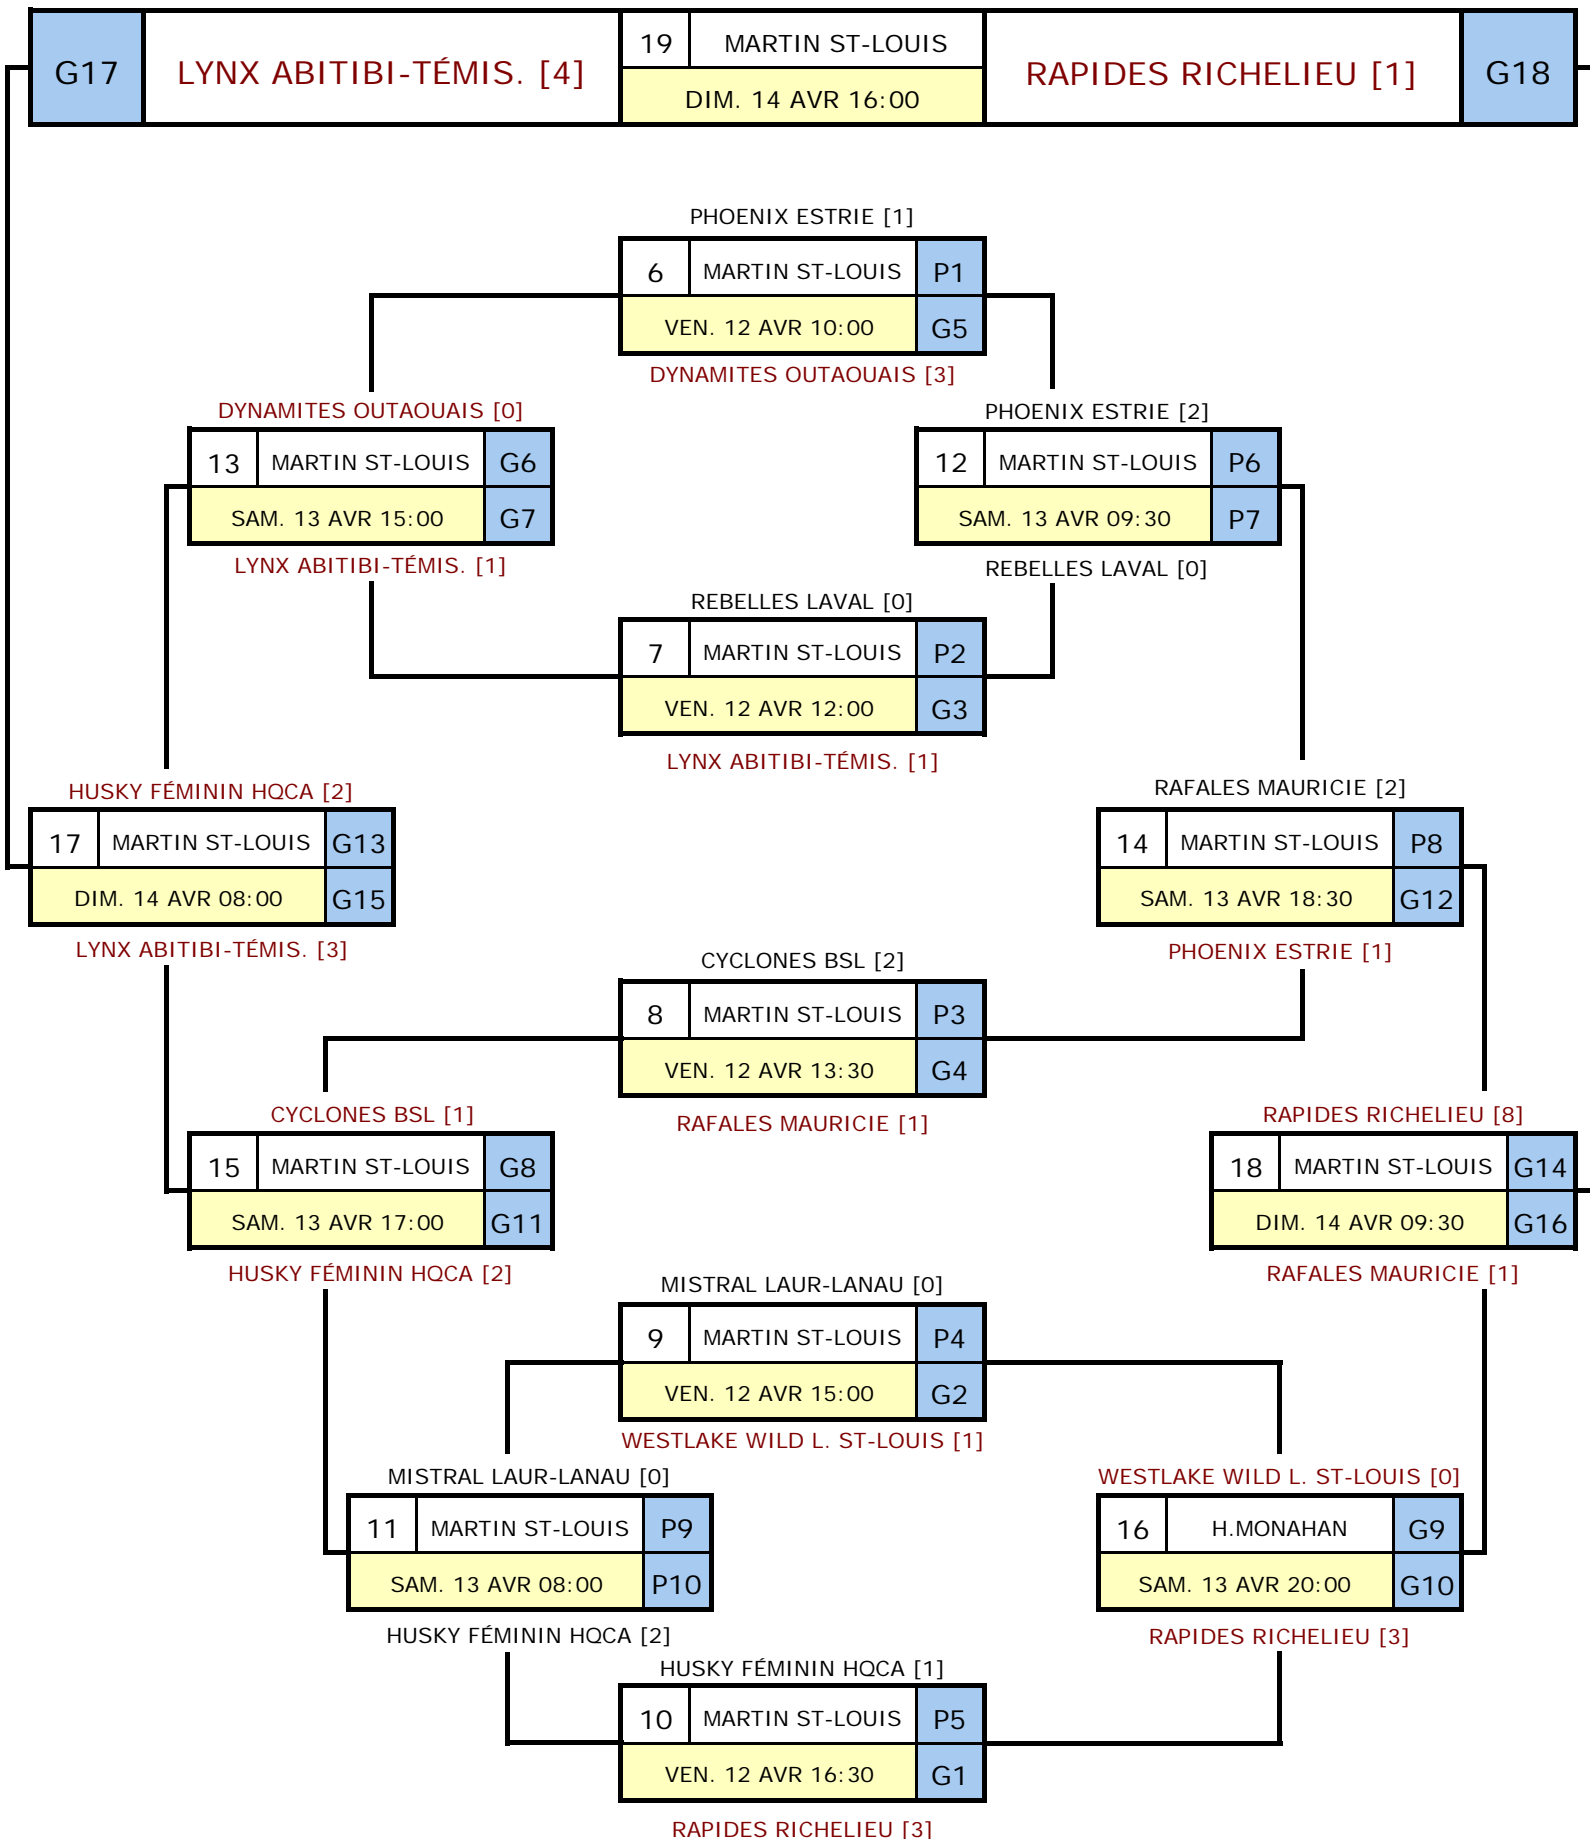 G17
LYNX ABITIBI-TÉMIS. [4]
19 MARTIN ST-LOUIS
DIM. 14 AVR 16:00
RAPIDES RICHELIEU [1]
G18
PHOENIX ESTRIE [1]
6 MARTIN ST-LOUIS P1
VEN. 12 AVR 10:00 G5
DYNAMITES OUTAOUAIS [3]
DYNAMITES OUTAOUAIS [0]
13 MARTIN ST-LOUIS G6
SAM. 13 AVR 15:00 G7
LYNX ABITIBI-TÉMIS. [1]
PHOENIX ESTRIE [2]
12 MARTIN ST-LOUIS P6
SAM. 13 AVR 09:30 P7
REBELLES LAVAL [0]
REBELLES LAVAL [0]
7 MARTIN ST-LOUIS P2
VEN. 12 AVR 12:00 G3
LYNX ABITIBI-TÉMIS. [1]
HUSKY FÉMININ HQCA [2]
17 MARTIN ST-LOUIS G13
DIM. 14 AVR 08:00 G15
LYNX ABITIBI-TÉMIS. [3]
RAFALES MAURICIE [2]
14 MARTIN ST-LOUIS P8
SAM. 13 AVR 18:30 G12
PHOENIX ESTRIE [1]
CYCLONES BSL [2]
8 MARTIN ST-LOUIS P3
VEN. 12 AVR 13:30 G4
RAFALES MAURICIE [1]
CYCLONES BSL [1]
15 MARTIN ST-LOUIS G8
SAM. 13 AVR 17:00 G11
HUSKY FÉMININ HQCA [2]
RAPIDES RICHELIEU [8]
18 MARTIN ST-LOUIS G14
DIM. 14 AVR 09:30 G16
RAFALES MAURICIE [1]
MISTRAL LAUR-LANAU [0]
9 MARTIN ST-LOUIS P4
VEN. 12 AVR 15:00 G2
WESTLAKE WILD L. ST-LOUIS [1]
MISTRAL LAUR-LANAU [0]
11 MARTIN ST-LOUIS P9
SAM. 13 AVR 08:00 P10
HUSKY FÉMININ HQCA [2]
WESTLAKE WILD L. ST-LOUIS [0]
16 H.MONAHAN G9
SAM. 13 AVR 20:00 G10
RAPIDES RICHELIEU [3]
HUSKY FÉMININ HQCA [1]
10 MARTIN ST-LOUIS P5
VEN. 12 AVR 16:30 G1
RAPIDES RICHELIEU [3]